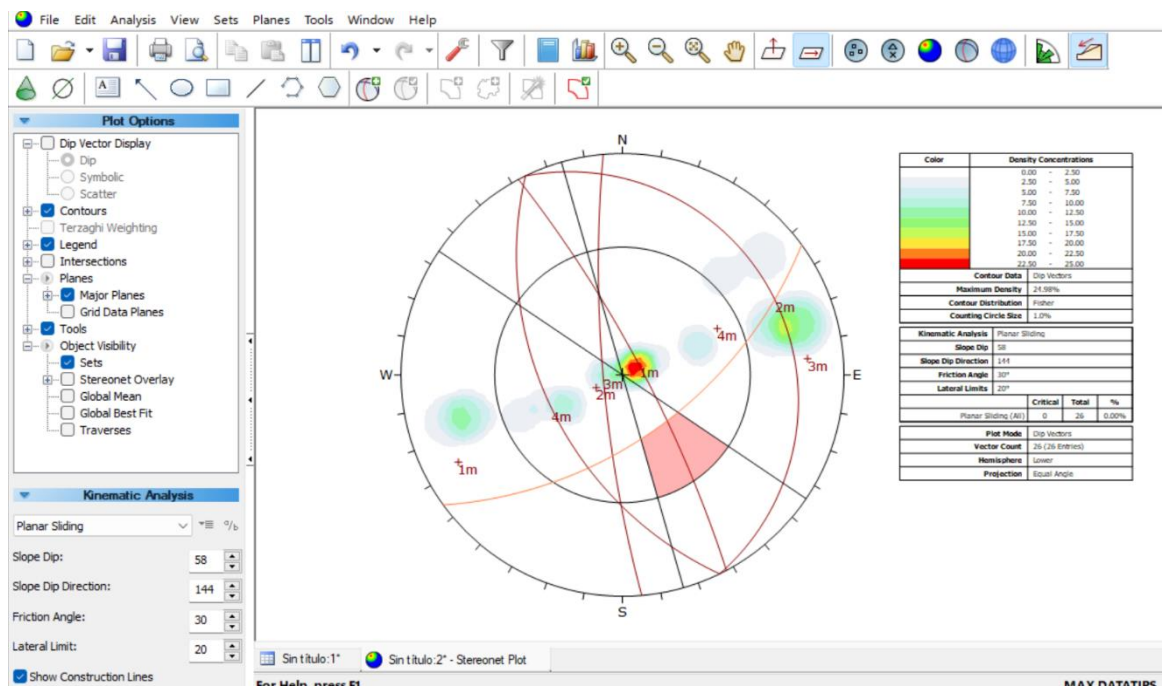 File Edit Analysis View Sets Planes Tools Window Help
Plot Options
Dip Vector Display
Dip
Symbolic
Scatter
Contours
Terzaghi Weighting
Legend
Intersections
Planes
Major Planes
Grid Data Planes
Tools
Object Visibility
Sets
Stereonet Overlay
Global Mean
Global Best Fit
Traverses
Kinematic Analysis
Planar Sliding
Slope Dip: 58
Slope Dip Direction: 144
Friction Angle: 30
Lateral Limit: 20
Show Construction Lines
N
2m
4m
3m
W
1m
E
3m
2m
4m
1m
S
Color Density Concentrations
0.00 - 2.50
2.50 - 5.00
5.00 - 7.50
7.50 - 10.00
10.00 - 12.50
12.50 - 15.00
15.00 - 17.50
17.50 - 20.00
20.00 - 22.50
22.50 - 25.00
Contour Data Dip Vectors
Maximum Density 24.98%
Contour Distribution Fisher
Counting Circle Size 1.0%
Kinematic Analysis Planar Sliding
Slope Dip 58
Slope Dip Direction 144
Friction Angle 30°
Lateral Limits 20°
Critical Total %
Planar Sliding (All) 0 26 0.00%
Plot Mode Dip Vectors
Vector Count 26 (26 Entries)
Hemisphere Lower
Projection Equal Angle
Sin título:1* Sin título:2* - Stereonet Plot
For Help, press F1 MAX DATATIPS